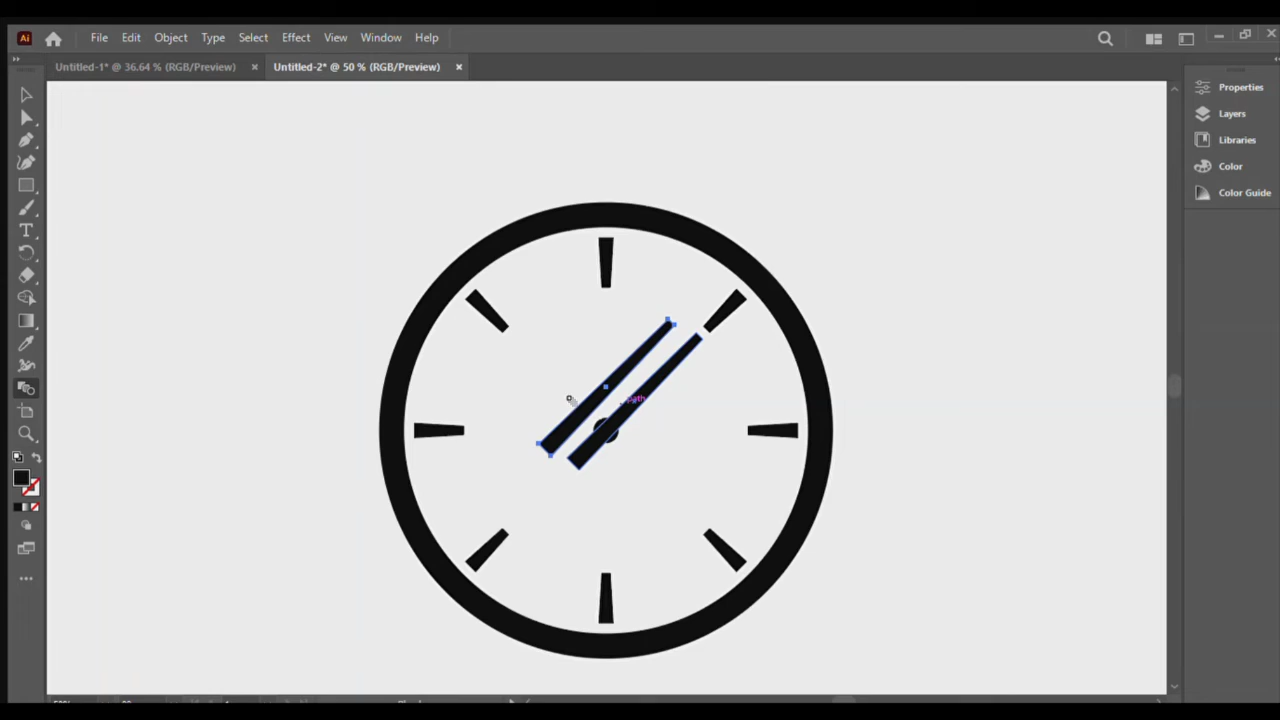 Ai File Edit Object Type Select Effect View Window Help
Untitled-1* @ 36.64 % (RGB/Preview) Untitled-2* @ 50 % (RGB/Preview)
Properties
Layers
Libraries
Color
Color Guide
path